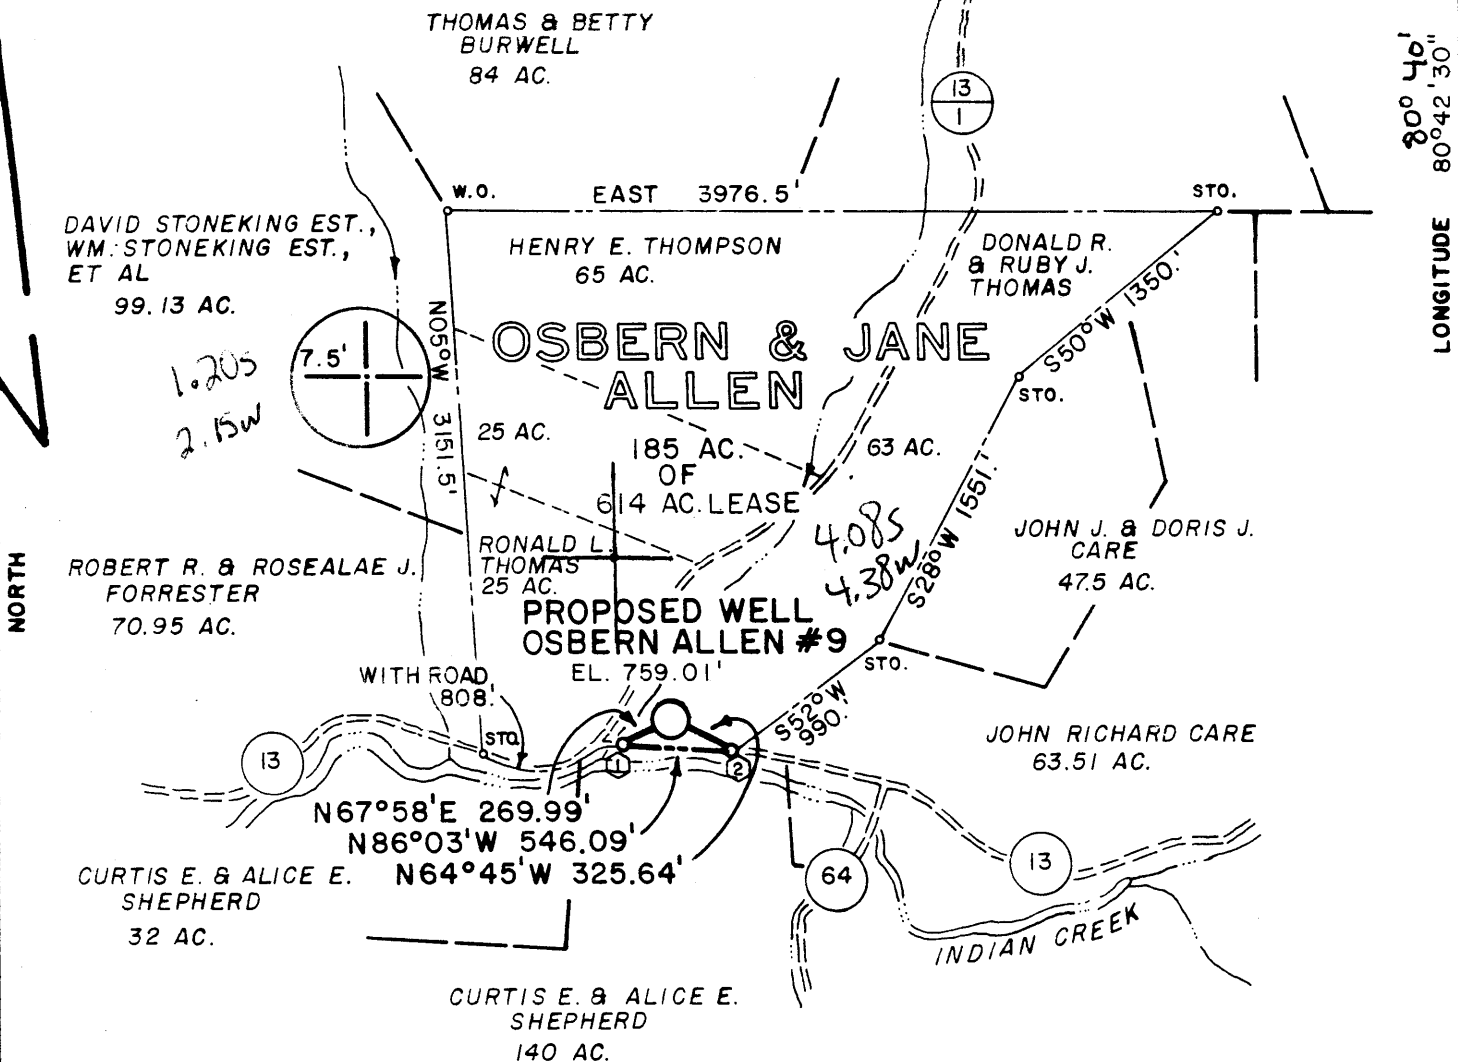 THOMAS & BETTY
BURWELL
84 AC.
13
1
80° 40'
80°42'30"
LONGITUDE
W.O.
EAST 3976.5'
STO.
DAVID STONEKING EST.,
WM. STONEKING EST.,
ET AL
99.13 AC.
HENRY E. THOMPSON
65 AC.
DONALD R.
& RUBY J.
THOMAS
S50°W 1350.'
N05°W 3151.5'
OSBERN & JANE
ALLEN
7.5'
1.20s
2.15w
STO.
25 AC.
185 AC.
OF
614 AC. LEASE
63 AC.
4.08s
4.38w
S28°W 1551.'
JOHN J. & DORIS J.
CARE
47.5 AC.
NORTH
ROBERT R. & ROSEALAE J.
FORRESTER
70.95 AC.
RONALD L.
THOMAS
25 AC.
PROPOSED WELL
OSBERN ALLEN #9
EL. 759.01'
STO.
WITH ROAD
808.'
S52°W
990.'
STO.
JOHN RICHARD CARE
63.51 AC.
13
1
2
N67°58'E 269.99'
N86°03'W 546.09'
N64°45'W 325.64'
64
13
CURTIS E. & ALICE E.
SHEPHERD
32 AC.
INDIAN CREEK
CURTIS E. & ALICE E.
SHEPHERD
140 AC.